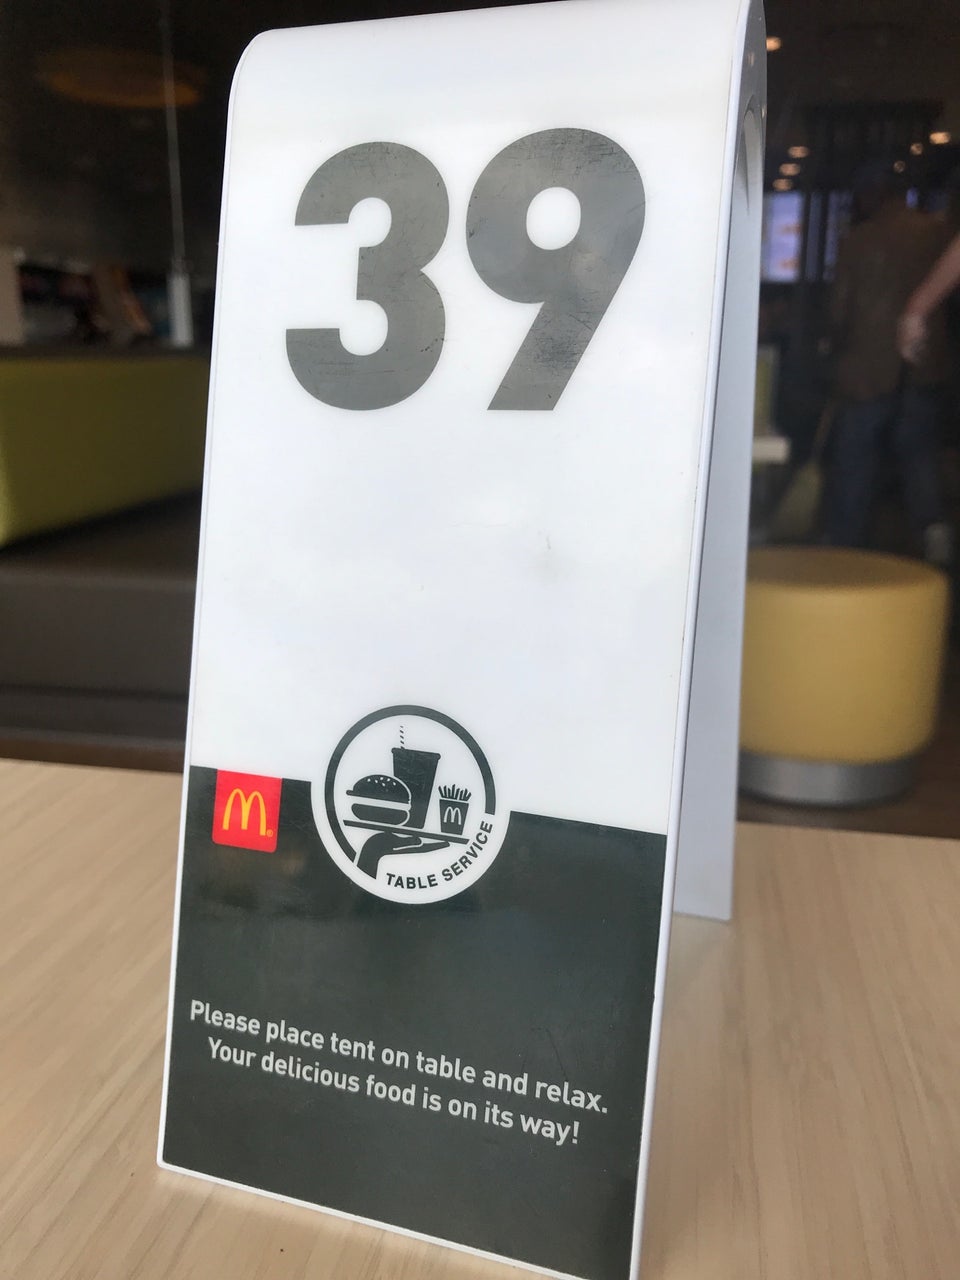 39
M
TABLE SERVICE
Please place tent on table and relax.
Your delicious food is on its way!